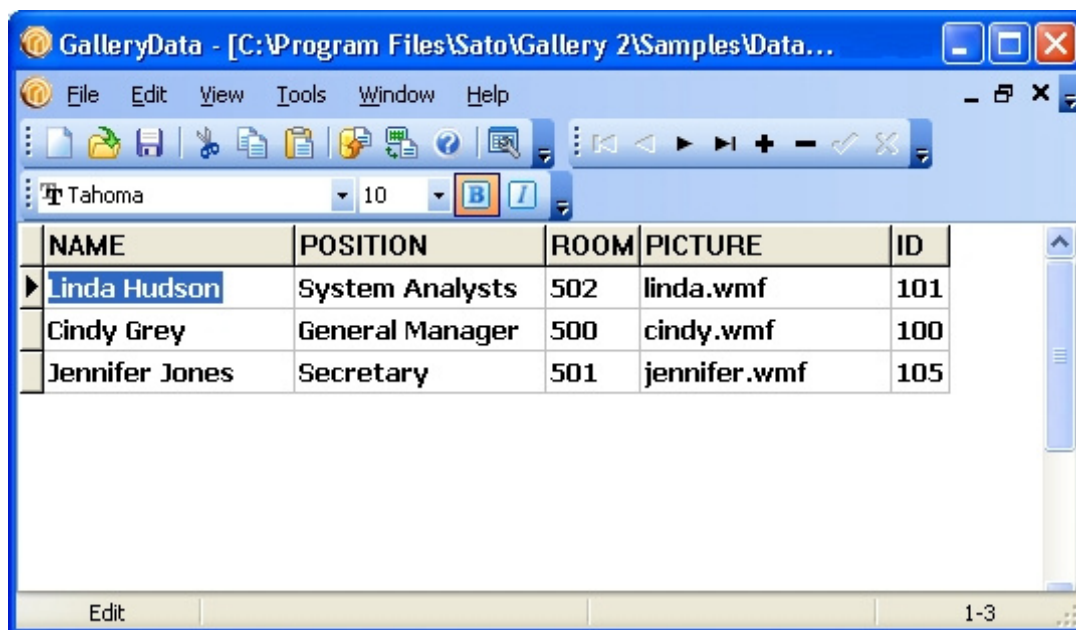 GalleryData - [C:\Program Files\Sato\Gallery 2\Samples\Data...
File Edit View Tools Window Help
Tahoma 10 B I
NAME POSITION ROOM PICTURE ID
Linda Hudson System Analysts 502 linda.wmf 101
Cindy Grey General Manager 500 cindy.wmf 100
Jennifer Jones Secretary 501 jennifer.wmf 105
Edit 1-3